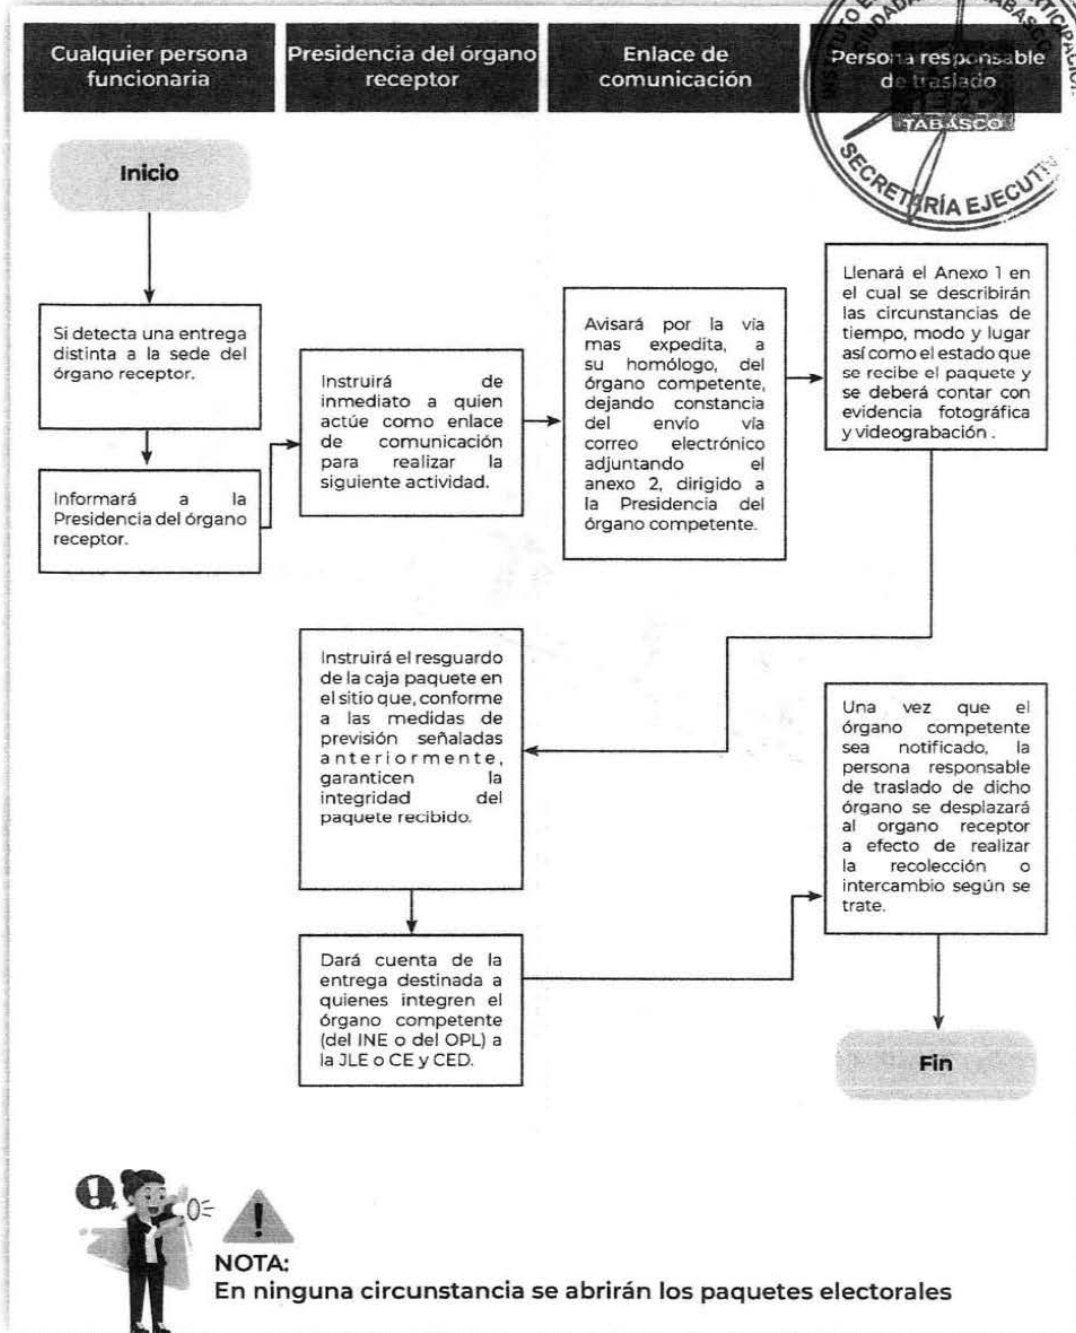 Cualquier persona
funcionaria
Presidencia del órgano
receptor
Enlace de
comunicación
Persona responsable
de traslado
TABASCO
SECRETARÍA EJECUTI
Inicio
Si detecta una entrega
distinta a la sede del
órgano receptor.
Informará a la
Presidencia del órgano
receptor.
Instruirá de
inmediato a quien
actúe como enlace
de comunicación
para realizar la
siguiente actividad.
Avisará por la vía
mas expedita, a
su homólogo, del
órgano competente,
dejando constancia
del envío vía
correo electrónico
adjuntando el
anexo 2, dirigido a
la Presidencia del
órgano competente.
Llenará el Anexo 1 en
el cual se describirán
las circunstancias de
tiempo, modo y lugar
así como el estado que
se recibe el paquete y
se deberá contar con
evidencia fotográfica
y videograbación .
Instruirá el resguardo
de la caja paquete en
el sitio que, conforme
a las medidas de
previsión señaladas
anteriormente,
garanticen la
integridad del
paquete recibido.
Dará cuenta de la
entrega destinada a
quienes integren el
órgano competente
(del INE o del OPL) a
la JLE o CE y CED.
Una vez que el
órgano competente
sea notificado, la
persona responsable
de traslado de dicho
órgano se desplazará
al organo receptor
a efecto de realizar
la recolección o
intercambio según se
trate.
Fin
NOTA:
En ninguna circunstancia se abrirán los paquetes electorales